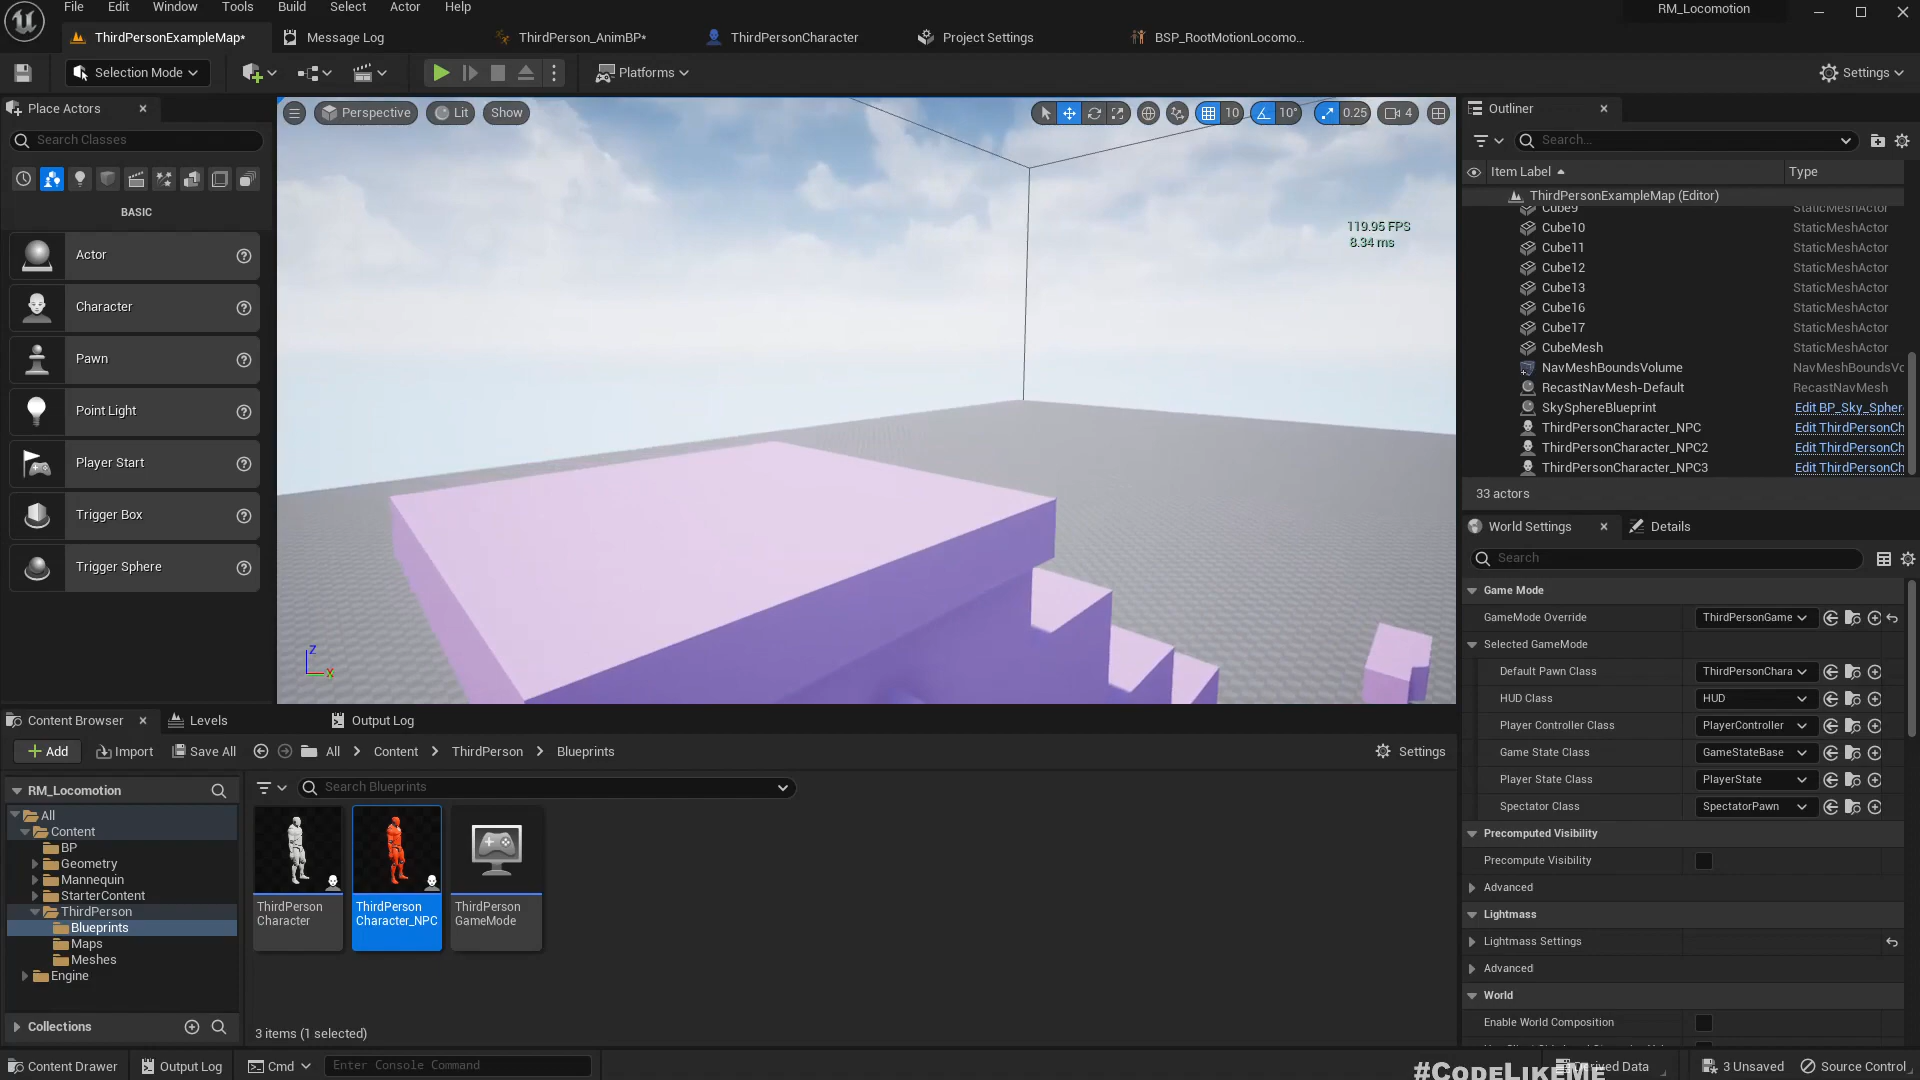 File Edit Window Tools Build Select Actor Help
RM_Locomotion
ThirdPersonExampleMap* Message Log ThirdPerson_AnimBP* ThirdPersonCharacter Project Settings BSP_RootMotionLocomo...
Selection Mode Platforms Settings
Place Actors
Search Classes
BASIC
Actor
Character
Pawn
Point Light
Player Start
Trigger Box
Trigger Sphere
Perspective Lit Show 10 10° 0.25 4
119.95 FPS
8.34 ms
Z
X
Outliner
Search...
Item Label Type
ThirdPersonExampleMap (Editor)
Cube9 StaticMeshActor
Cube10 StaticMeshActor
Cube11 StaticMeshActor
Cube12 StaticMeshActor
Cube13 StaticMeshActor
Cube16 StaticMeshActor
Cube17 StaticMeshActor
CubeMesh StaticMeshActor
NavMeshBoundsVolume NavMeshBoundsVo
RecastNavMesh-Default RecastNavMesh
SkySphereBlueprint Edit BP_Sky_Spher
ThirdPersonCharacter_NPC Edit ThirdPersonCh
ThirdPersonCharacter_NPC2 Edit ThirdPersonCh
ThirdPersonCharacter_NPC3 Edit ThirdPersonCh
33 actors
World Settings Details
Search
Game Mode
GameMode Override ThirdPersonGame
Selected GameMode
Default Pawn Class ThirdPersonChara
HUD Class HUD
Player Controller Class PlayerController
Game State Class GameStateBase
Player State Class PlayerState
Spectator Class SpectatorPawn
Precomputed Visibility
Precompute Visibility
Advanced
Lightmass
Lightmass Settings
Advanced
World
Enable World Composition
Content Browser Levels Output Log
Add Import Save All All Content ThirdPerson Blueprints Settings
RM_Locomotion
All
Content
BP
Geometry
Mannequin
StarterContent
ThirdPerson
Blueprints
Maps
Meshes
Engine
Collections
Search Blueprints
ThirdPerson
Character
ThirdPerson
Character_NPC
ThirdPerson
GameMode
3 items (1 selected)
Content Drawer Output Log Cmd Enter Console Command Derived Data 3 Unsaved Source Control
#CODELIKEME